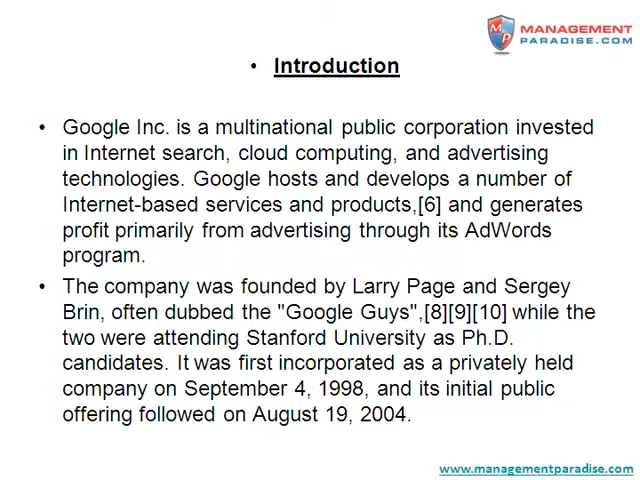 MANAGEMENT
PARADISE.COM
MP
• Introduction
• Google Inc. is a multinational public corporation invested
in Internet search, cloud computing, and advertising
technologies. Google hosts and develops a number of
Internet-based services and products,[6] and generates
profit primarily from advertising through its AdWords
program.
• The company was founded by Larry Page and Sergey
Brin, often dubbed the "Google Guys",[8][9][10] while the
two were attending Stanford University as Ph.D.
candidates. It was first incorporated as a privately held
company on September 4, 1998, and its initial public
offering followed on August 19, 2004.
www.managementparadise.com